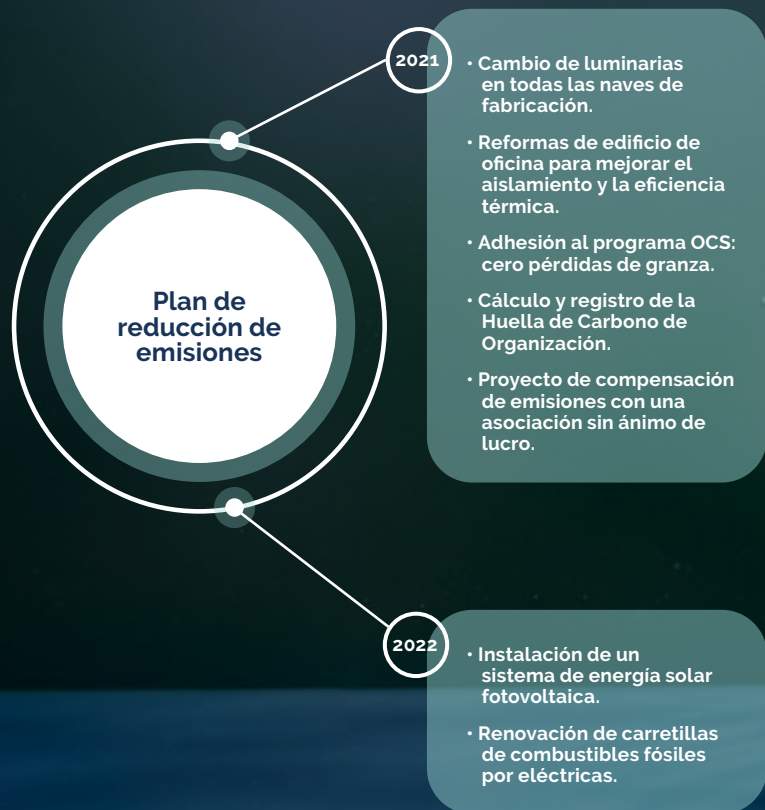 Plan de
reducción de
emisiones
2021
• Cambio de luminarias
en todas las naves de
fabricación.
• Reformas de edificio de
oficina para mejorar el
aislamiento y la eficiencia
térmica.
• Adhesión al programa OCS:
cero pérdidas de granza.
• Cálculo y registro de la
Huella de Carbono de
Organización.
• Proyecto de compensación
de emisiones con una
asociación sin ánimo de
lucro.
2022
• Instalación de un
sistema de energía solar
fotovoltaica.
• Renovación de carretillas
de combustibles fósiles
por eléctricas.